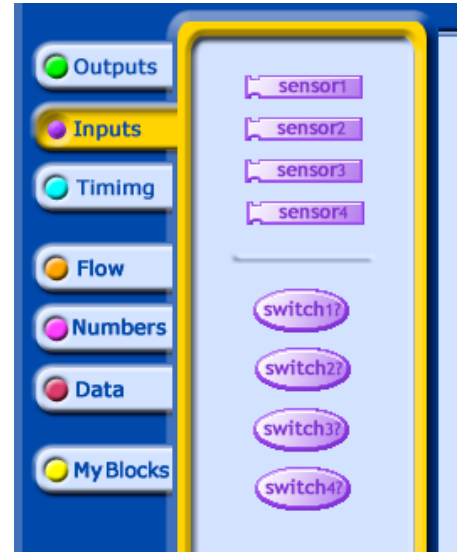 Outputs
Inputs
Timimg
Flow
Numbers
Data
My Blocks
sensor1
sensor2
sensor3
sensor4
switch1?
switch2?
switch3?
switch4?